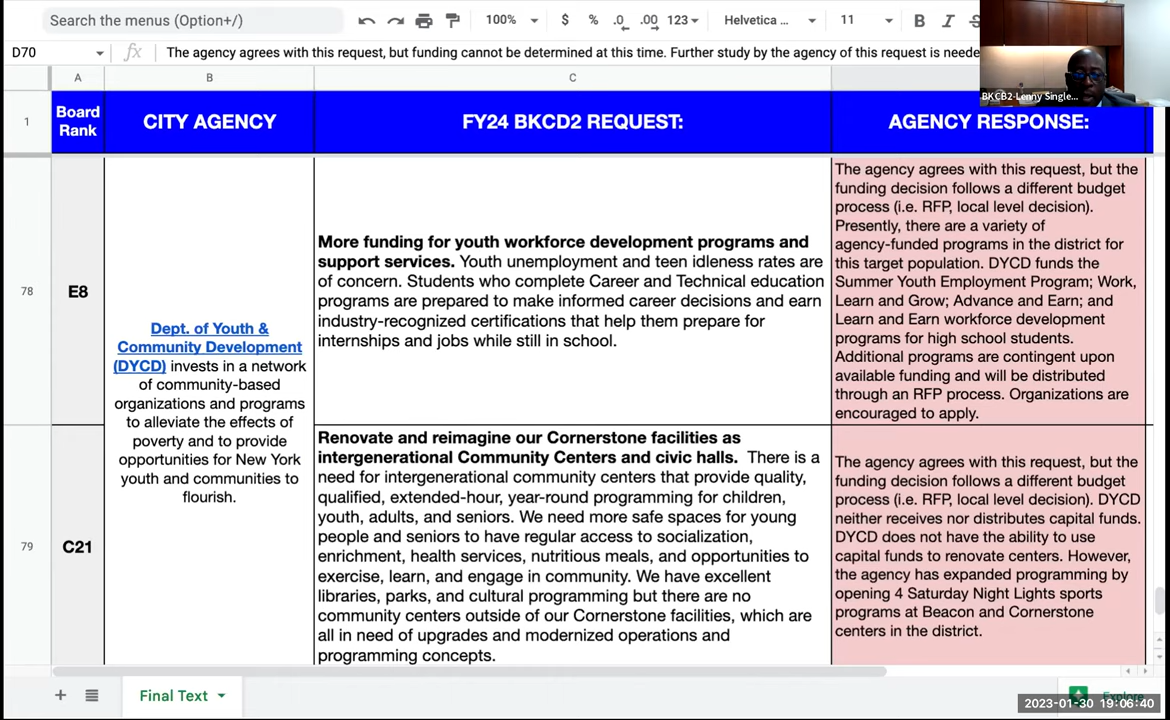 Search the menus (Option+/)
100%
$ % .0 .00 123
Helvetica ...
11
B I S
D70
fx
The agency agrees with this request, but funding cannot be determined at this time. Further study by the agency of this request is neede
BKCB2-Lenny Single...
A B C
1
Board
Rank
CITY AGENCY
FY24 BKCD2 REQUEST:
AGENCY RESPONSE:
78
E8
Dept. of Youth &
Community Development
(DYCD) invests in a network
of community-based
organizations and programs
to alleviate the effects of
poverty and to provide
opportunities for New York
youth and communities to
flourish.
More funding for youth workforce development programs and
support services. Youth unemployment and teen idleness rates are
of concern. Students who complete Career and Technical education
programs are prepared to make informed career decisions and earn
industry-recognized certifications that help them prepare for
internships and jobs while still in school.
The agency agrees with this request, but the
funding decision follows a different budget
process (i.e. RFP, local level decision).
Presently, there are a variety of
agency-funded programs in the district for
this target population. DYCD funds the
Summer Youth Employment Program; Work,
Learn and Grow; Advance and Earn; and
Learn and Earn workforce development
programs for high school students.
Additional programs are contingent upon
available funding and will be distributed
through an RFP process. Organizations are
encouraged to apply.
79
C21
Renovate and reimagine our Cornerstone facilities as
intergenerational Community Centers and civic halls. There is a
need for intergenerational community centers that provide quality,
qualified, extended-hour, year-round programming for children,
youth, adults, and seniors. We need more safe spaces for young
people and seniors to have regular access to socialization,
enrichment, health services, nutritious meals, and opportunities to
exercise, learn, and engage in community. We have excellent
libraries, parks, and cultural programming but there are no
community centers outside of our Cornerstone facilities, which are
all in need of upgrades and modernized operations and
programming concepts.
The agency agrees with this request, but the
funding decision follows a different budget
process (i.e. RFP, local level decision). DYCD
neither receives nor distributes capital funds.
DYCD does not have the ability to use
capital funds to renovate centers. However,
the agency has expanded programming by
opening 4 Saturday Night Lights sports
programs at Beacon and Cornerstone
centers in the district.
Final Text
Explore
2023-01-30 19:06:40